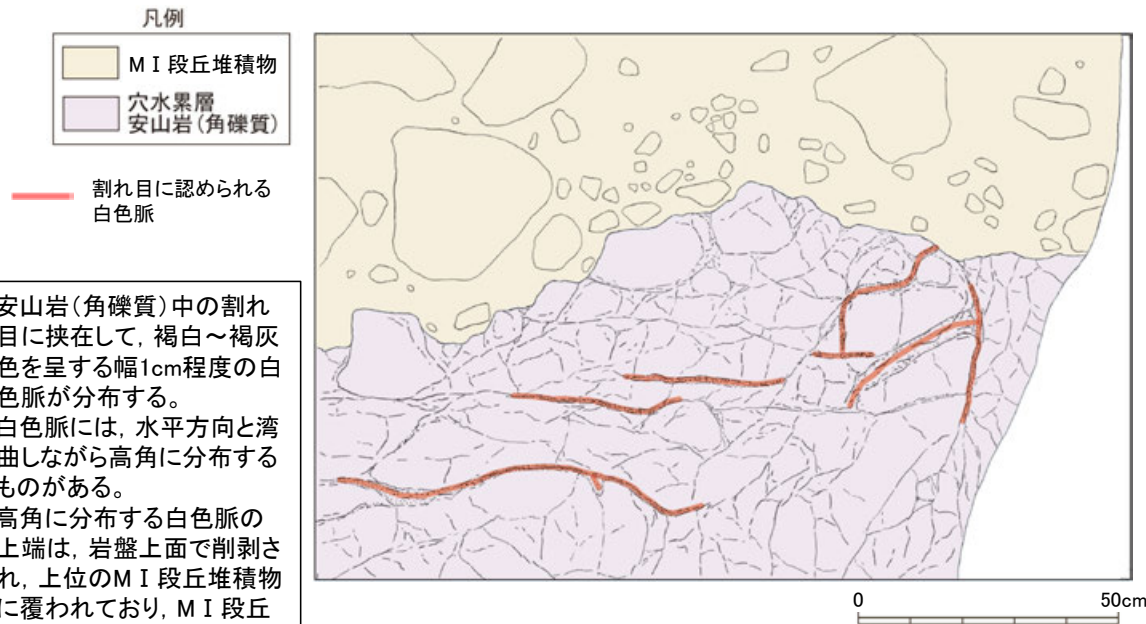 凡例
MⅠ段丘堆積物
穴水累層
安山岩(角礫質)
割れ目に認められる
白色脈
安山岩(角礫質)中の割れ
目に挟在して,褐白～褐灰
色を呈する幅1cm程度の白
色脈が分布する。
白色脈には,水平方向と湾
曲しながら高角に分布する
ものがある。
高角に分布する白色脈の
上端は,岩盤上面で削剥さ
れ,上位のMⅠ段丘堆積物
に覆われており,MⅠ段丘
0 50cm